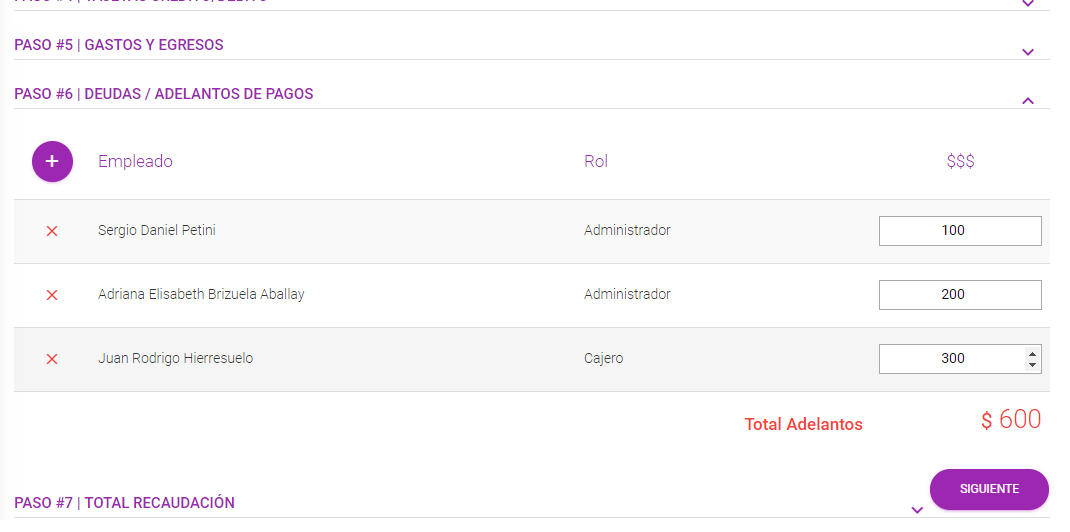 PASO #5 | GASTOS Y EGRESOS
PASO #6 | DEUDAS / ADELANTOS DE PAGOS
+ Empleado Rol $$$
Sergio Daniel Petini Administrador 100
Adriana Elisabeth Brizuela Aballay Administrador 200
Juan Rodrigo Hierresuelo Cajero 300
Total Adelantos $ 600
SIGUIENTE
PASO #7 | TOTAL RECAUDACIÓN